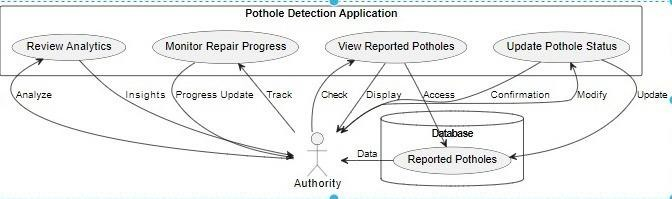 Pothole Detection Application
Review Analytics
Monitor Repair Progress
View Reported Potholes
Update Pothole Status
Analyze
Insights
Progress Update
Track
Check
Display
Access
Confirmation
Modify
Update
Database
Data
Reported Potholes
Authority